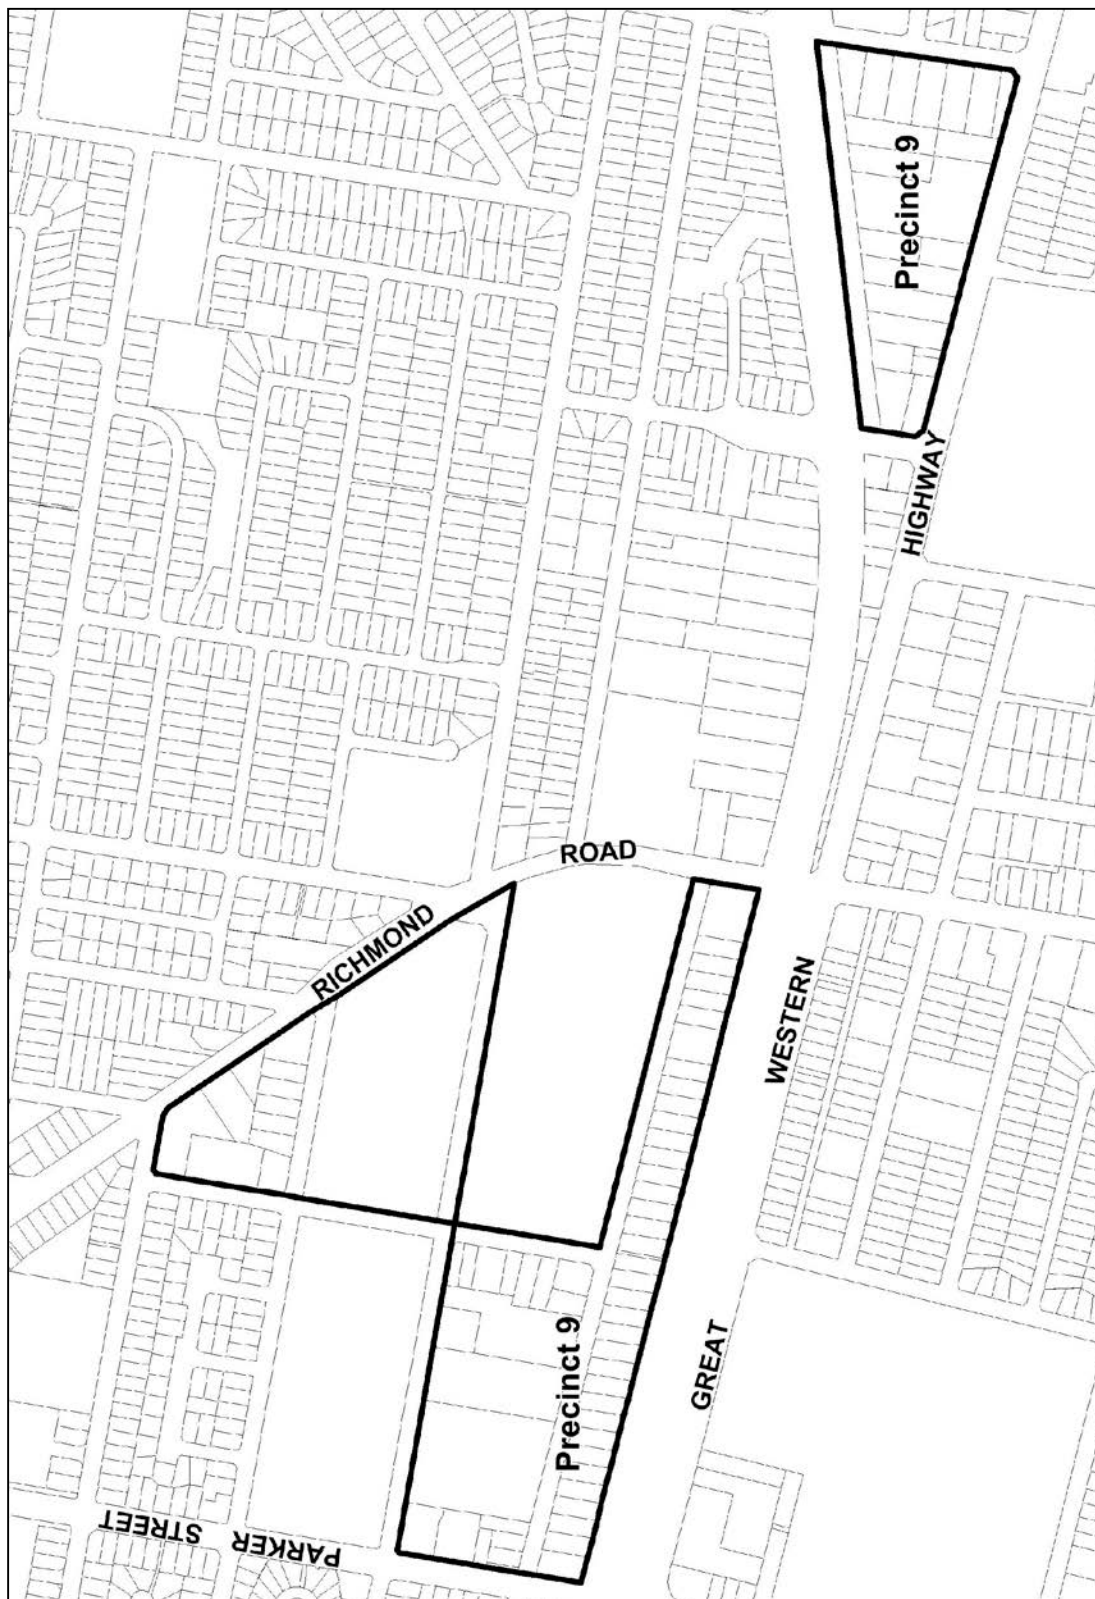 Precinct 9
HIGHWAY
ROAD
RICHMOND
WESTERN
GREAT
Precinct 9
PARKER STREET